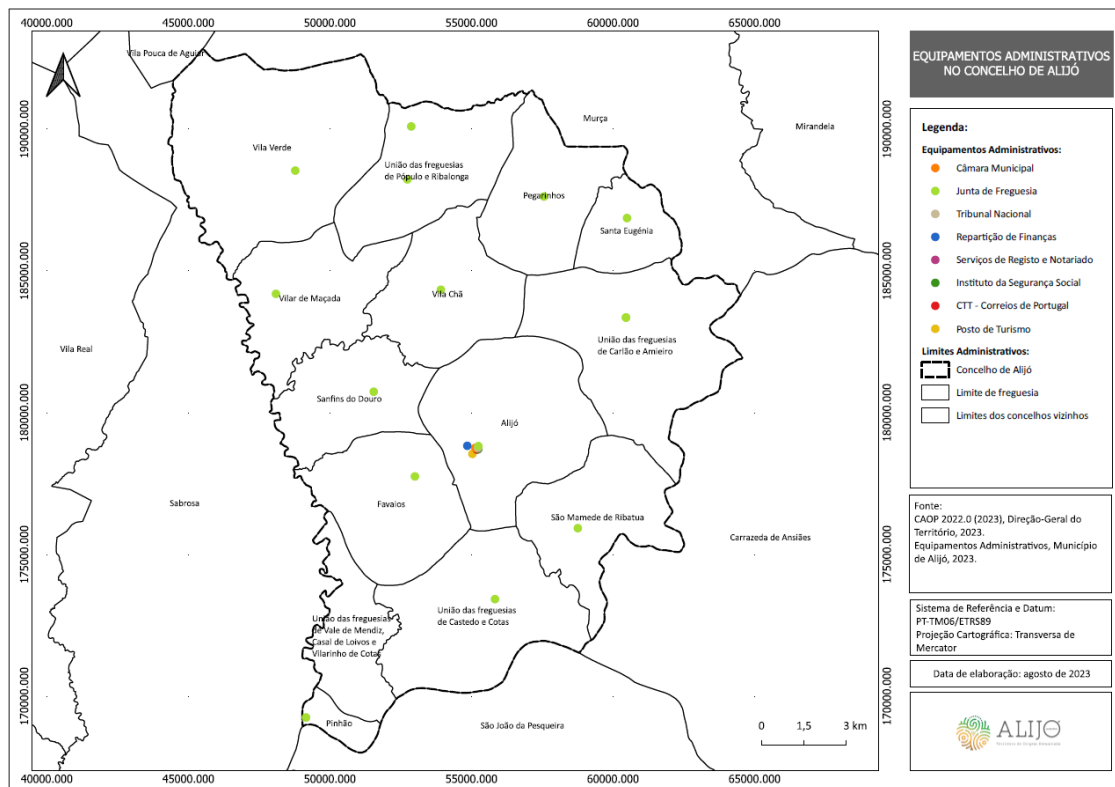 40000.000 45000.000 50000.000 55000.000 60000.000 65000.000
EQUIPAMENTOS ADMINISTRATIVOS
NO CONCELHO DE ALIJÓ
Vila Pouca de Aguiar
190000.000
Murça
Mirandela
190000.000
Vila Verde
União das freguesias
de Pópulo e Ribalonga
Pegarinhos
Santa Eugénia
185000.000
185000.000
Vilar de Maçada
Vila Chã
Vila Real
União das freguesias
de Carlão e Amieiro
180000.000
180000.000
Sanfins do Douro
Alijó
Sabrosa
Favaios
São Mamede de Ribatua
Carrazeda de Ansiães
175000.000
175000.000
União das freguesias
de Vale de Mendiz,
Casal de Loivos e
Vilarinho de Cotas
União das freguesias
de Castedo e Cotas
170000.000
170000.000
Pinhão
São João da Pesqueira
0 1,5 3 km
40000.000 45000.000 50000.000 55000.000 60000.000 65000.000
Legenda:
Equipamentos Administrativos:
Câmara Municipal
Junta de Freguesia
Tribunal Nacional
Repartição de Finanças
Serviços de Registo e Notariado
Instituto da Segurança Social
CTT - Correios de Portugal
Posto de Turismo
Limites Administrativos:
Concelho de Alijó
Limite de freguesia
Limites dos concelhos vizinhos
Fonte:
CAOP 2022.0 (2023), Direção-Geral do
Território, 2023.
Equipamentos Administrativos, Município
de Alijó, 2023.
Sistema de Referência e Datum:
PT-TM06/ETRS89
Projeção Cartográfica: Transversa de
Mercator
Data de elaboração: agosto de 2023
ALIJÓ